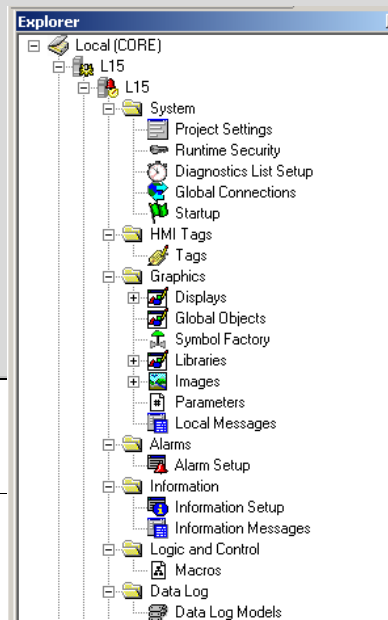 Explorer
Local (CORE)
L15
L15
System
Project Settings
Runtime Security
Diagnostics List Setup
Global Connections
Startup
HMI Tags
Tags
Graphics
Displays
Global Objects
Symbol Factory
Libraries
Images
Parameters
Local Messages
Alarms
Alarm Setup
Information
Information Setup
Information Messages
Logic and Control
Macros
Data Log
Data Log Models